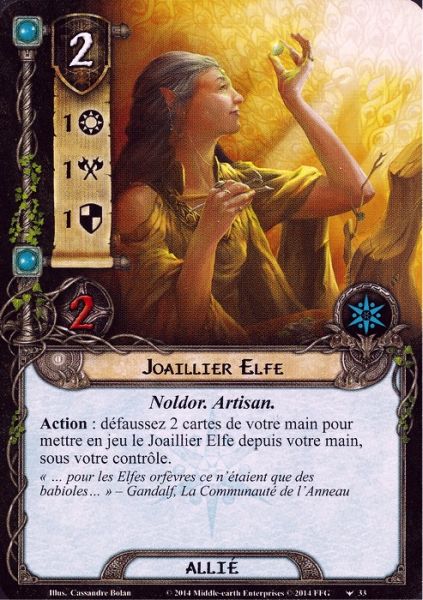 2
1
1
1
2
Joaillier Elfe
Noldor. Artisan.
Action : défaussez 2 cartes de votre main pour
mettre en jeu le Joaillier Elfe depuis votre main,
sous votre contrôle.
« … pour les Elfes orfèvres ce n'étaient que des
babioles… » – Gandalf, La Communauté de l'Anneau
ALLIÉ
Illus. Cassandre Bolan
© 2014 Middle-earth Enterprises © 2014 FFG
33